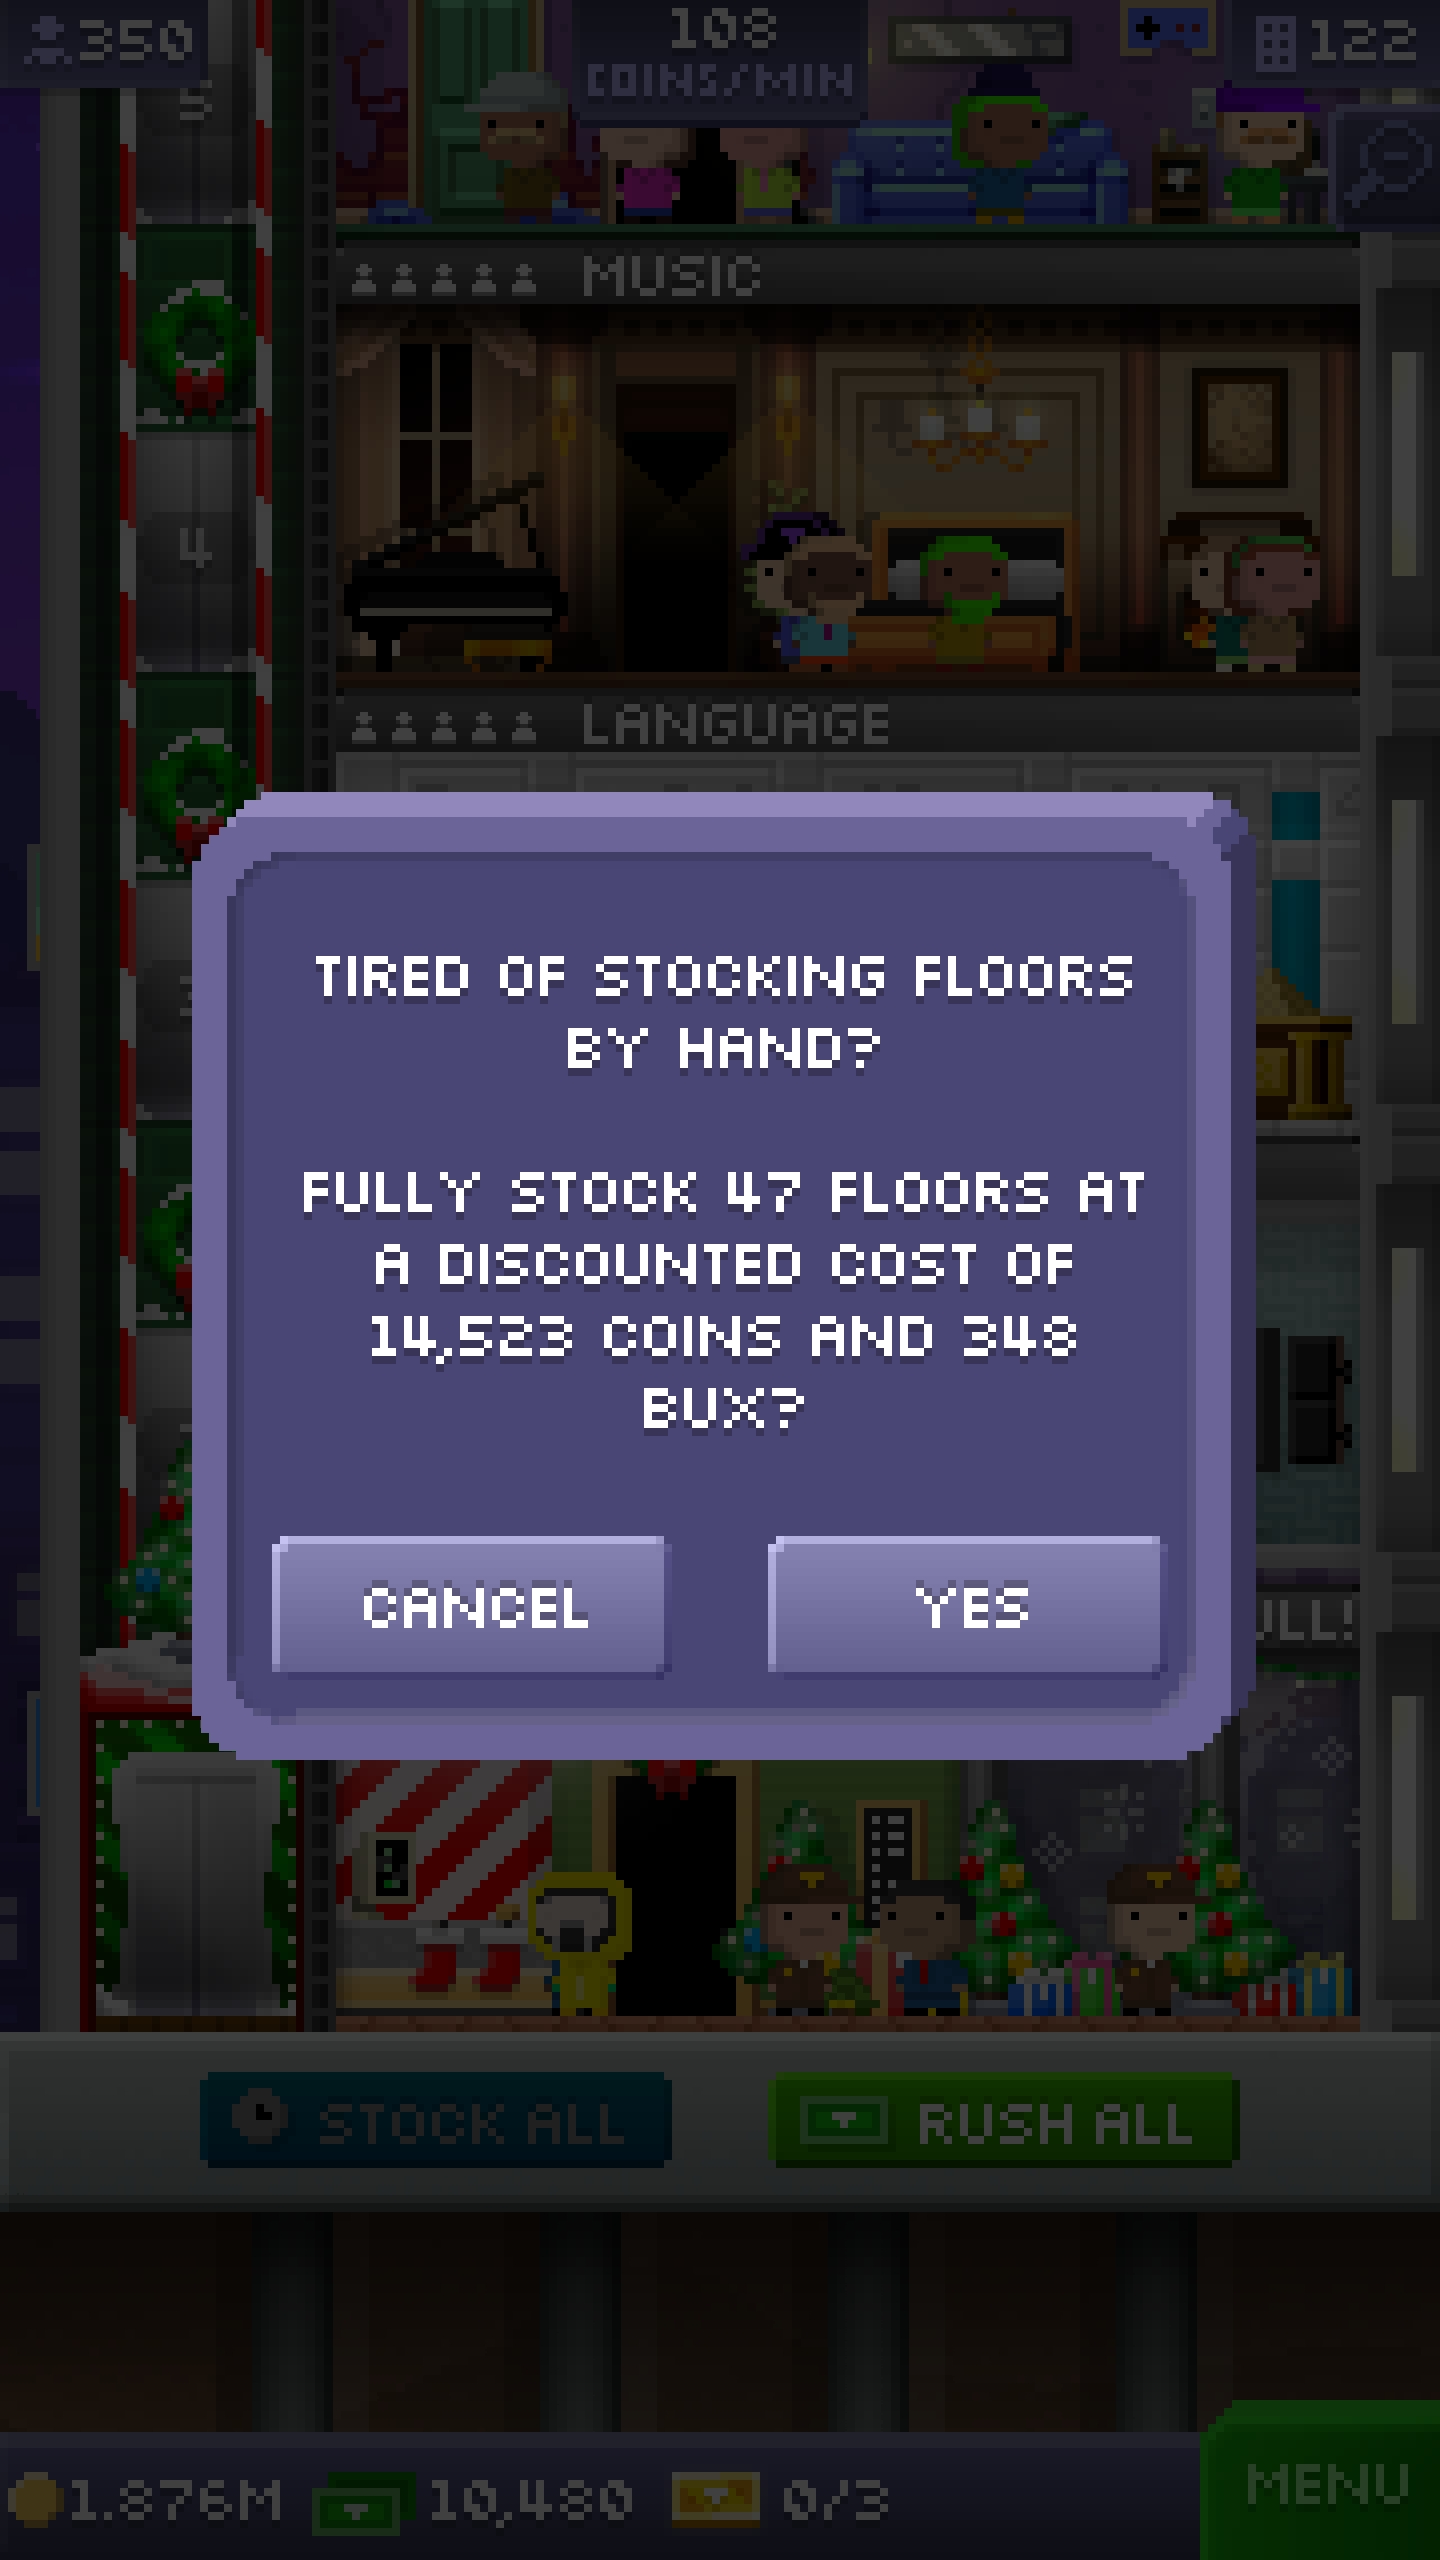 350
108
COINS/MIN
122
5
MUSIC
4
LANGUAGE
TIRED OF STOCKING FLOORS
BY HAND?
FULLY STOCK 47 FLOORS AT
A DISCOUNTED COST OF
14,523 COINS AND 348
BUX?
CANCEL
YES
STOCK ALL
RUSH ALL
1.876M
10,480
0/3
MENU